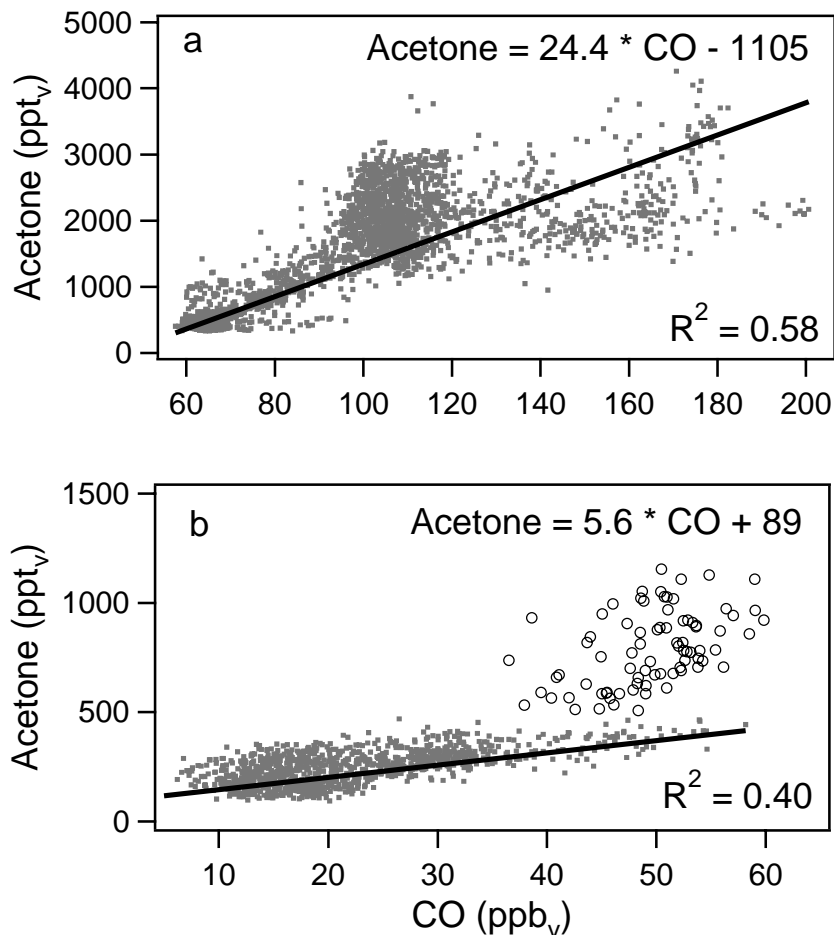 5000
a
Acetone = 24.4 * CO - 1105
4000
3000
2000
1000
0
Acetone (pptv)
R2 = 0.58
60 80 100 120 140 160 180 200
1500
b
Acetone = 5.6 * CO + 89
1000
500
0
Acetone (pptv)
R2 = 0.40
10 20 30 40 50 60
CO (ppbv)